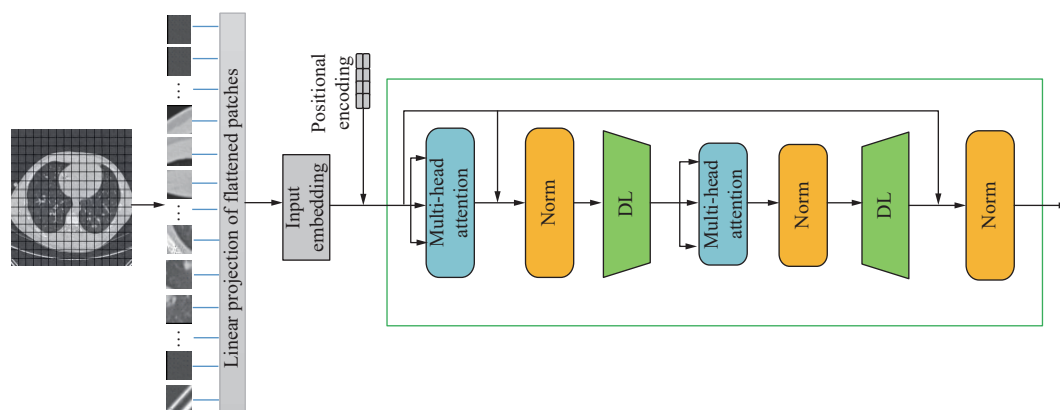 Linear projection of flattened patches
Input
embedding
Positional
encoding
Multi-head
attention
Norm
DL
Multi-head
attention
Norm
DL
Norm